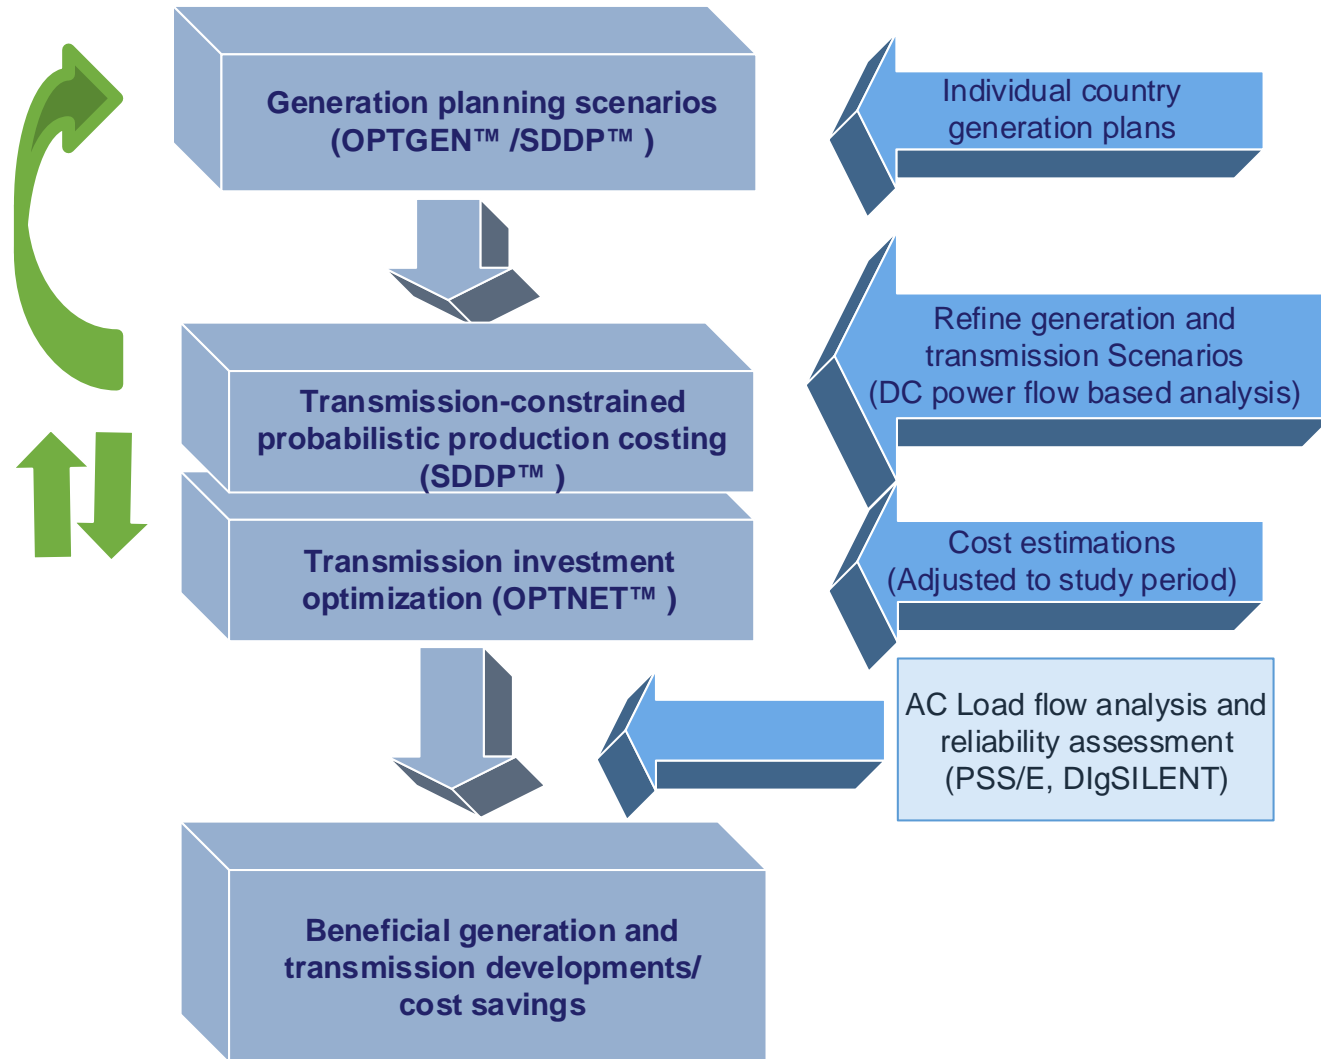 Generation planning scenarios
(OPTGEN™ /SDDP™ )
Individual country
generation plans
Transmission-constrained
probabilistic production costing
(SDDP™ )
Refine generation and
transmission Scenarios
(DC power flow based analysis)
Transmission investment
optimization (OPTNET™ )
Cost estimations
(Adjusted to study period)
AC Load flow analysis and
reliability assessment
(PSS/E, DIgSILENT)
Beneficial generation and
transmission developments/
cost savings